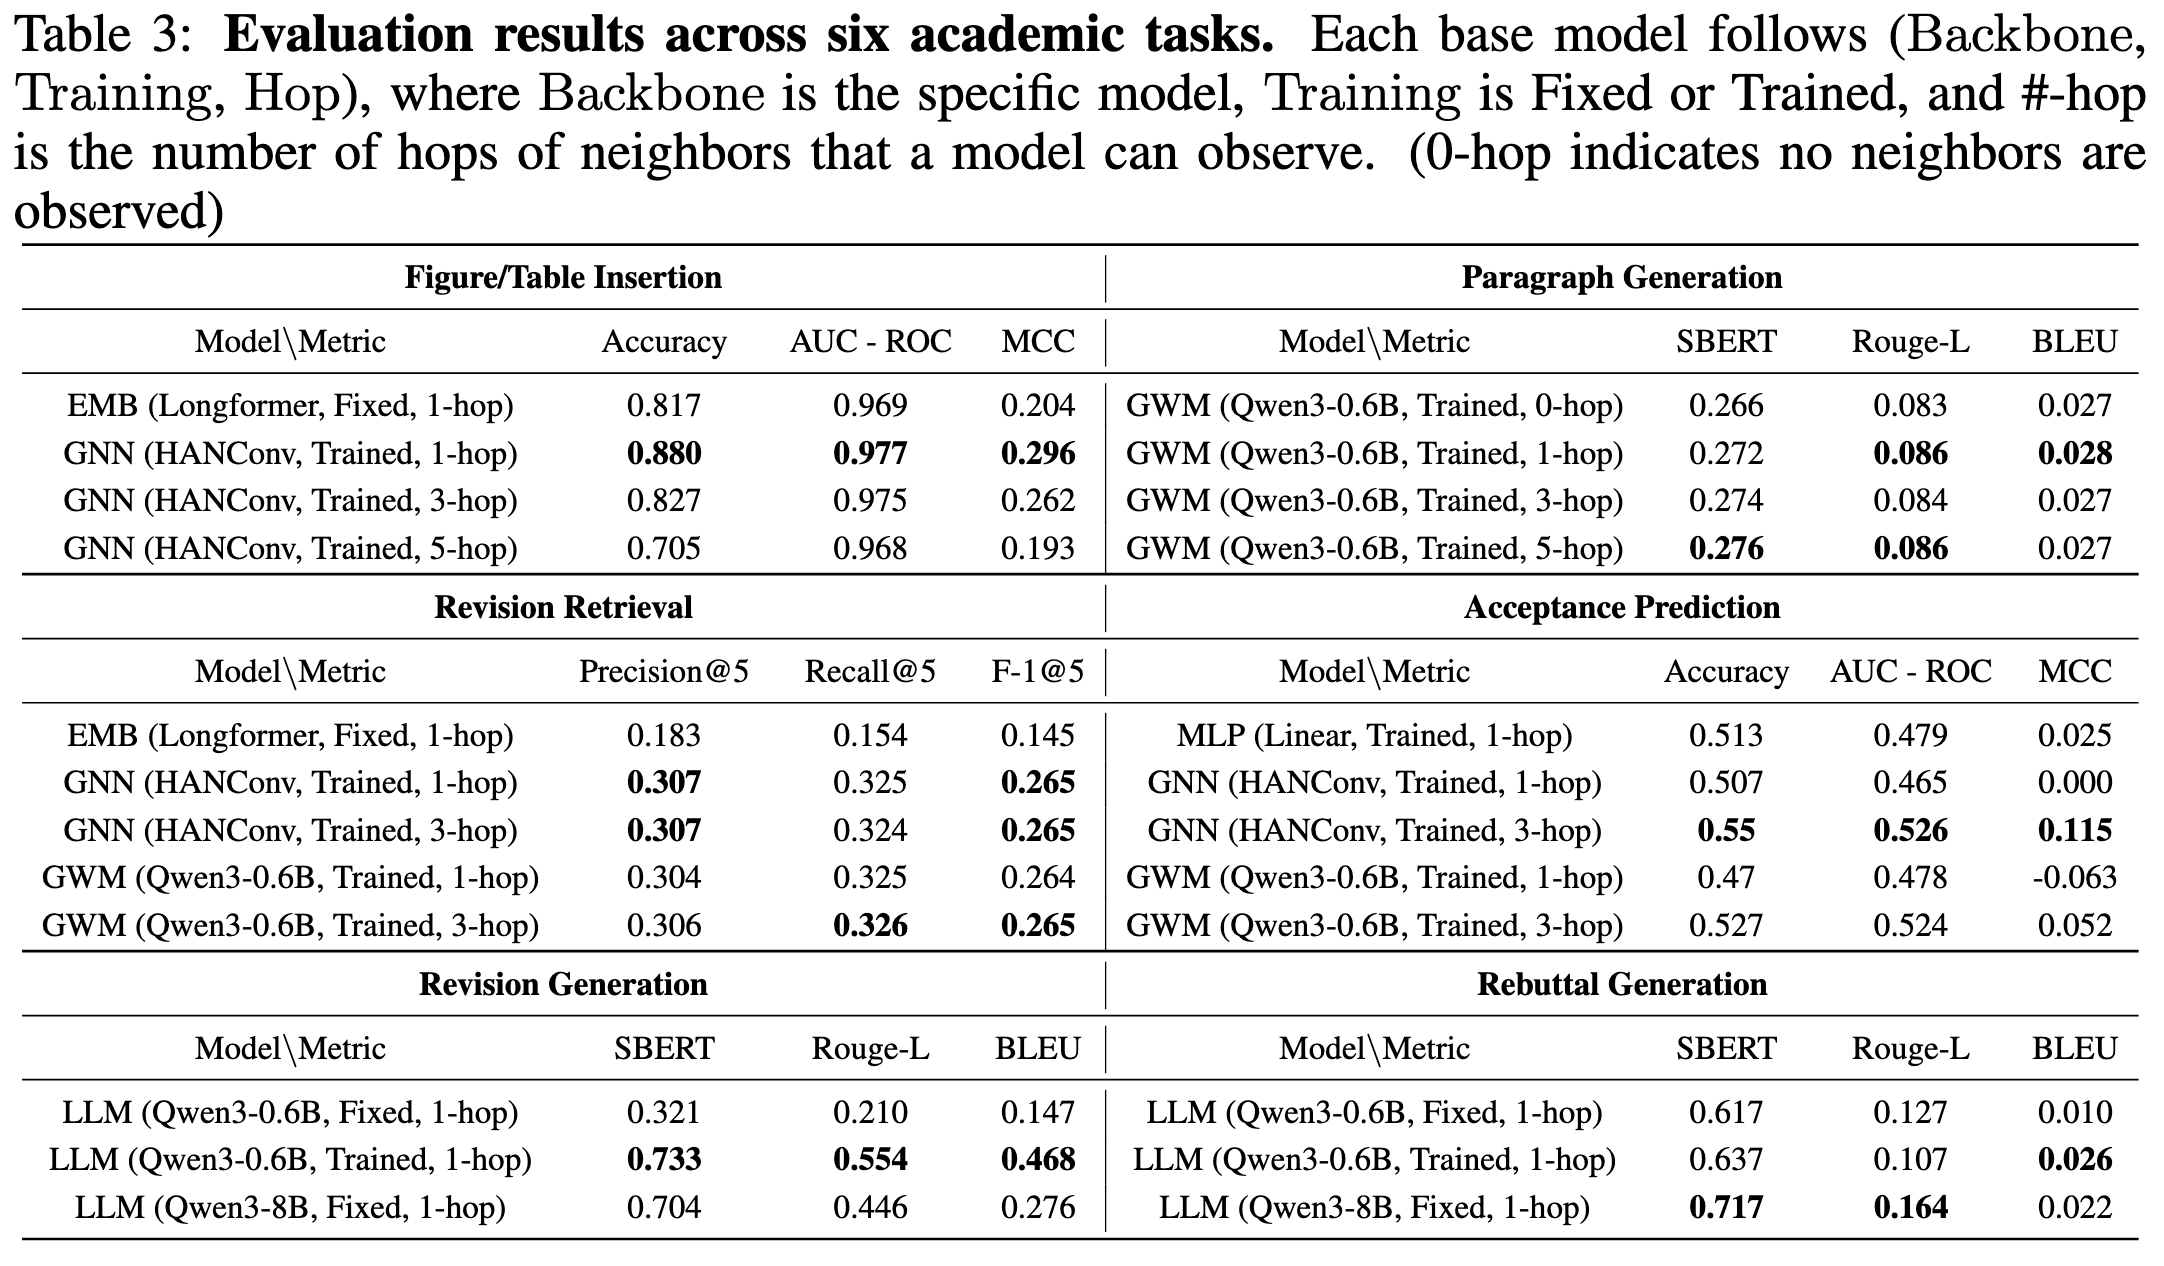 Table 3: Evaluation results across six academic tasks. Each base model follows (Backbone,
Training, Hop), where Backbone is the specific model, Training is Fixed or Trained, and #-hop
is the number of hops of neighbors that a model can observe. (0-hop indicates no neighbors are
observed)
Figure/Table Insertion
Model\Metric Accuracy AUC - ROC MCC
EMB (Longformer, Fixed, 1-hop) 0.817 0.969 0.204
GNN (HANConv, Trained, 1-hop) 0.880 0.977 0.296
GNN (HANConv, Trained, 3-hop) 0.827 0.975 0.262
GNN (HANConv, Trained, 5-hop) 0.705 0.968 0.193
Paragraph Generation
Model\Metric SBERT Rouge-L BLEU
GWM (Qwen3-0.6B, Trained, 0-hop) 0.266 0.083 0.027
GWM (Qwen3-0.6B, Trained, 1-hop) 0.272 0.086 0.028
GWM (Qwen3-0.6B, Trained, 3-hop) 0.274 0.084 0.027
GWM (Qwen3-0.6B, Trained, 5-hop) 0.276 0.086 0.027
Revision Retrieval
Model\Metric Precision@5 Recall@5 F-1@5
EMB (Longformer, Fixed, 1-hop) 0.183 0.154 0.145
GNN (HANConv, Trained, 1-hop) 0.307 0.325 0.265
GNN (HANConv, Trained, 3-hop) 0.307 0.324 0.265
GWM (Qwen3-0.6B, Trained, 1-hop) 0.304 0.325 0.264
GWM (Qwen3-0.6B, Trained, 3-hop) 0.306 0.326 0.265
Acceptance Prediction
Model\Metric Accuracy AUC - ROC MCC
MLP (Linear, Trained, 1-hop) 0.513 0.479 0.025
GNN (HANConv, Trained, 1-hop) 0.507 0.465 0.000
GNN (HANConv, Trained, 3-hop) 0.55 0.526 0.115
GWM (Qwen3-0.6B, Trained, 1-hop) 0.47 0.478 -0.063
GWM (Qwen3-0.6B, Trained, 3-hop) 0.527 0.524 0.052
Revision Generation
Model\Metric SBERT Rouge-L BLEU
LLM (Qwen3-0.6B, Fixed, 1-hop) 0.321 0.210 0.147
LLM (Qwen3-0.6B, Trained, 1-hop) 0.733 0.554 0.468
LLM (Qwen3-8B, Fixed, 1-hop) 0.704 0.446 0.276
Rebuttal Generation
Model\Metric SBERT Rouge-L BLEU
LLM (Qwen3-0.6B, Fixed, 1-hop) 0.617 0.127 0.010
LLM (Qwen3-0.6B, Trained, 1-hop) 0.637 0.107 0.026
LLM (Qwen3-8B, Fixed, 1-hop) 0.717 0.164 0.022